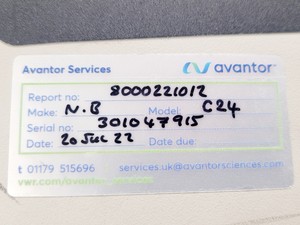 Avantor Services avantor
Report no: 8000221012
Make: N.B Model: C24
Serial no: 301047915
Date: 20 JUL 22 Date due:
t 01179 515696 services.uk@avantorsciences.com